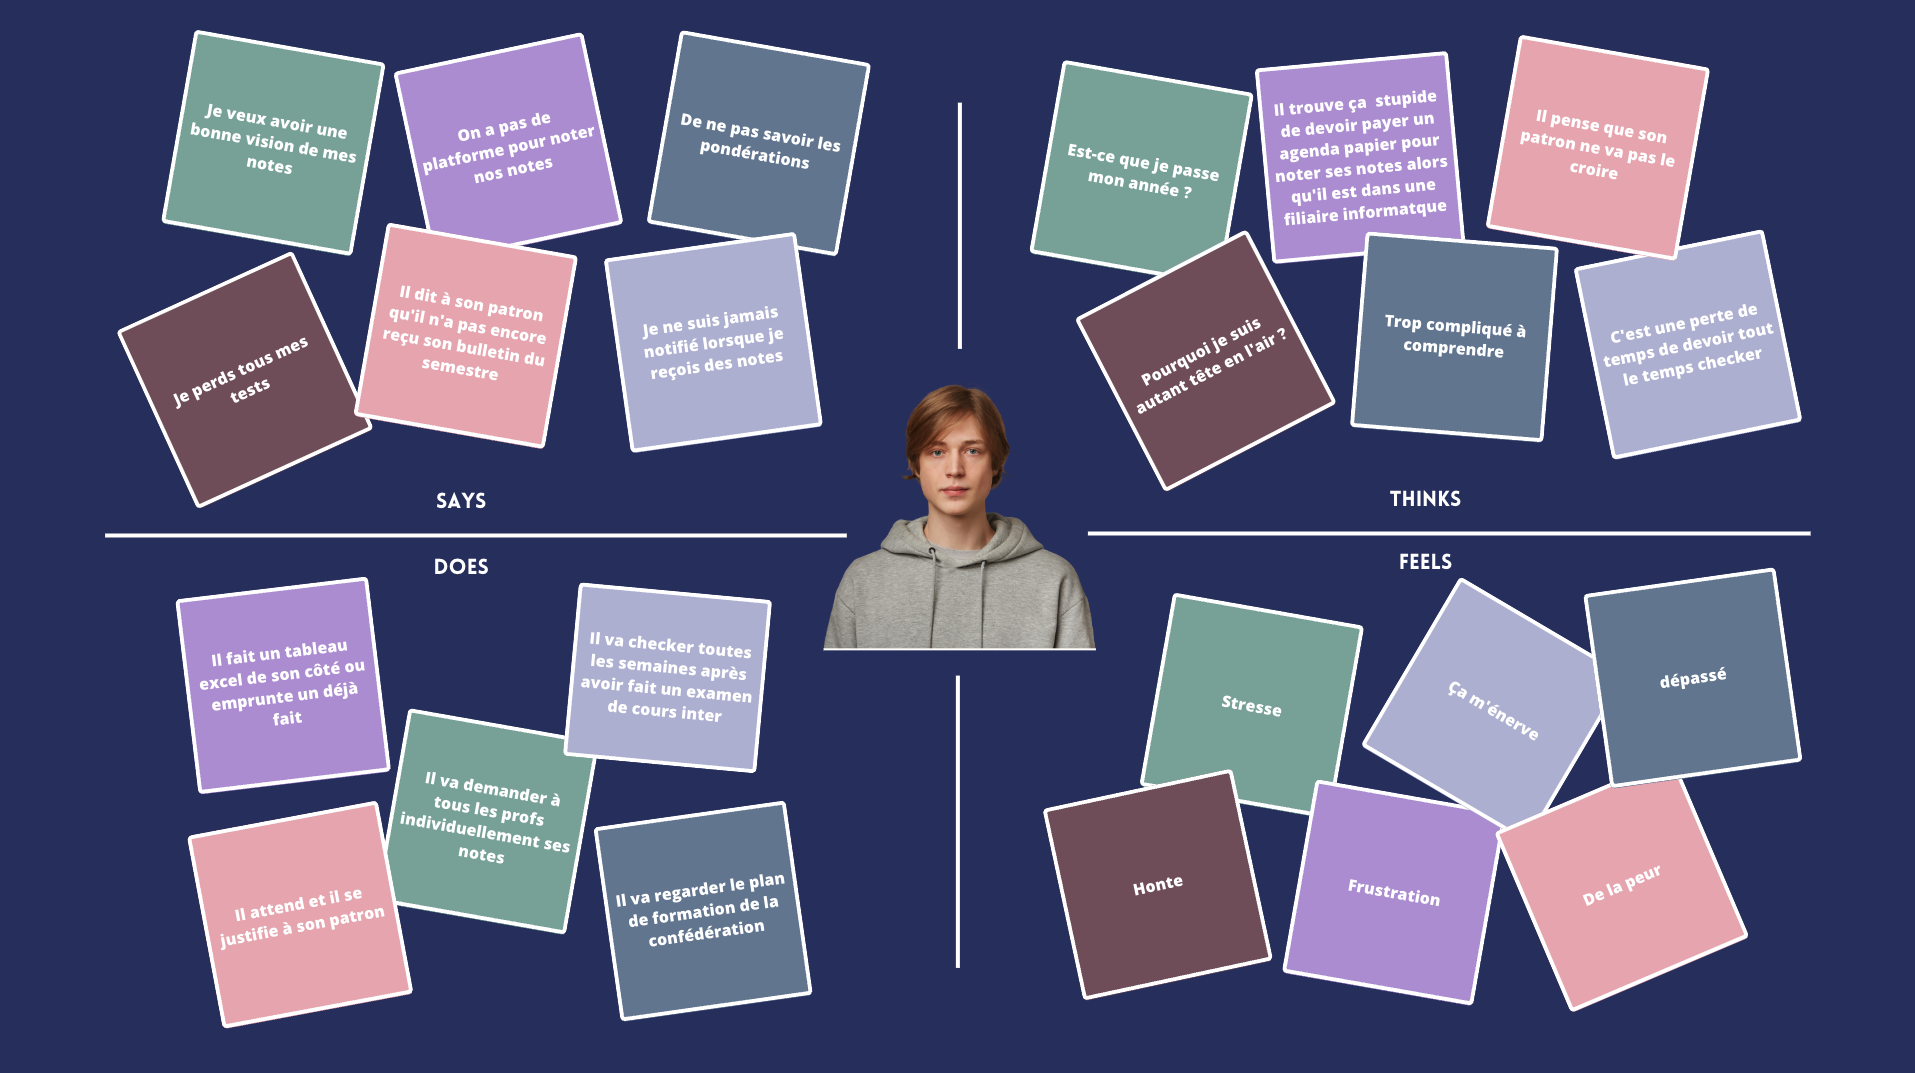 Je veux avoir une
bonne vision de mes
notes
On a pas de
platforme pour noter
nos notes
De ne pas savoir les
pondérations
Je perds tous mes
tests
Il dit à son patron
qu'il n'a pas encore
reçu son bulletin du
semestre
Je ne suis jamais
notifié lorsque je
reçois des notes
SAYS
Est-ce que je passe
mon année ?
Il trouve ça stupide
de devoir payer un
agenda papier pour
noter ses notes alors
qu'il est dans une
filiaire informatque
Il pense que son
patron ne va pas le
croire
Pourquoi je suis
autant tête en l'air ?
Trop compliqué à
comprendre
C'est une perte de
temps de devoir tout
le temps checker
THINKS
DOES
Il fait un tableau
excel de son côté ou
emprunte un déjà
fait
Il va checker toutes
les semaines après
avoir fait un examen
de cours inter
Il va demander à
tous les profs
individuellement ses
notes
Il attend et il se
justifie à son patron
Il va regarder le plan
de formation de la
confédération
FEELS
Stresse
Ça m'énerve
dépassé
Honte
Frustration
De la peur